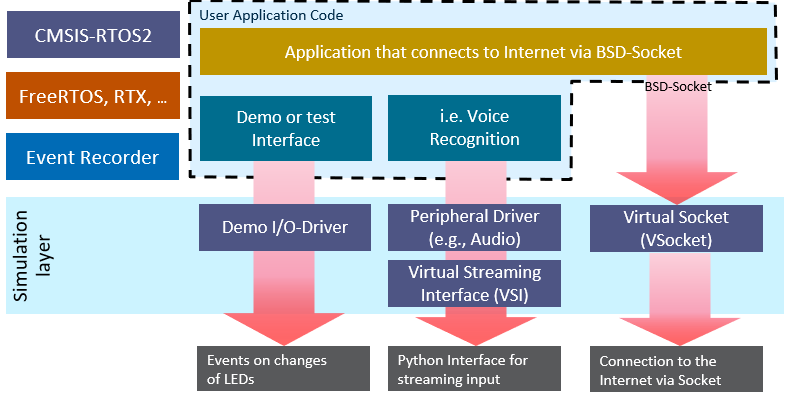 CMSIS-RTOS2
FreeRTOS, RTX, ...
Event Recorder
User Application Code
Application that connects to Internet via BSD-Socket
BSD-Socket
Demo or test
Interface
i.e. Voice
Recognition
Simulation
layer
Demo I/O-Driver
Peripheral Driver
(e.g., Audio)
Virtual Streaming
Interface (VSI)
Virtual Socket
(VSocket)
Events on changes
of LEDs
Python Interface for
streaming input
Connection to the
Internet via Socket